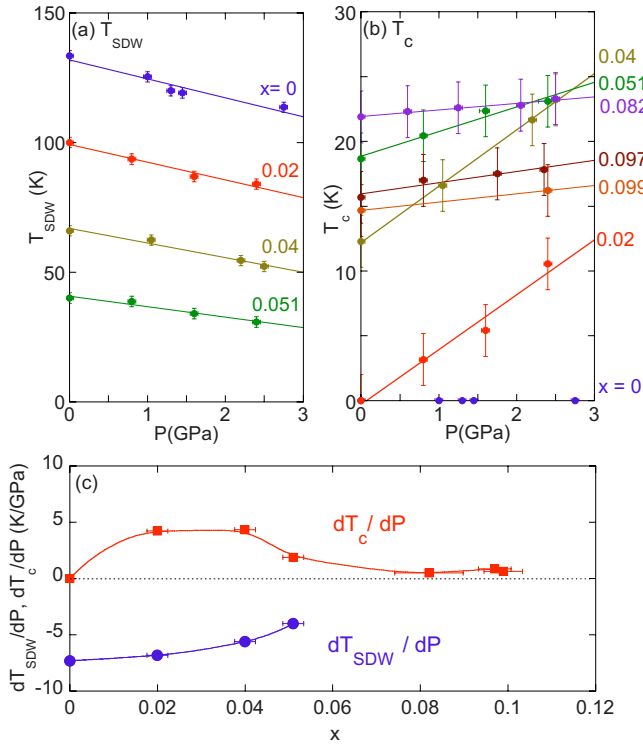 (a) T_SDW
(b) T_c
30
0.04
0.051
0.082
0.097
0.099
0.02
x = 0
20
10
0
T_c (K)
0 1 2 3
P(GPa)
x= 0
0.02
0.04
0.051
150
100
50
0
T_SDW (K)
0 1 2 3
P(GPa)
(c)
10
5
0
-5
-10
dT_SDW/dP, dT_c/dP (K/GPa)
dT_c / dP
dT_SDW / dP
0 0.02 0.04 0.06 0.08 0.1 0.12
x